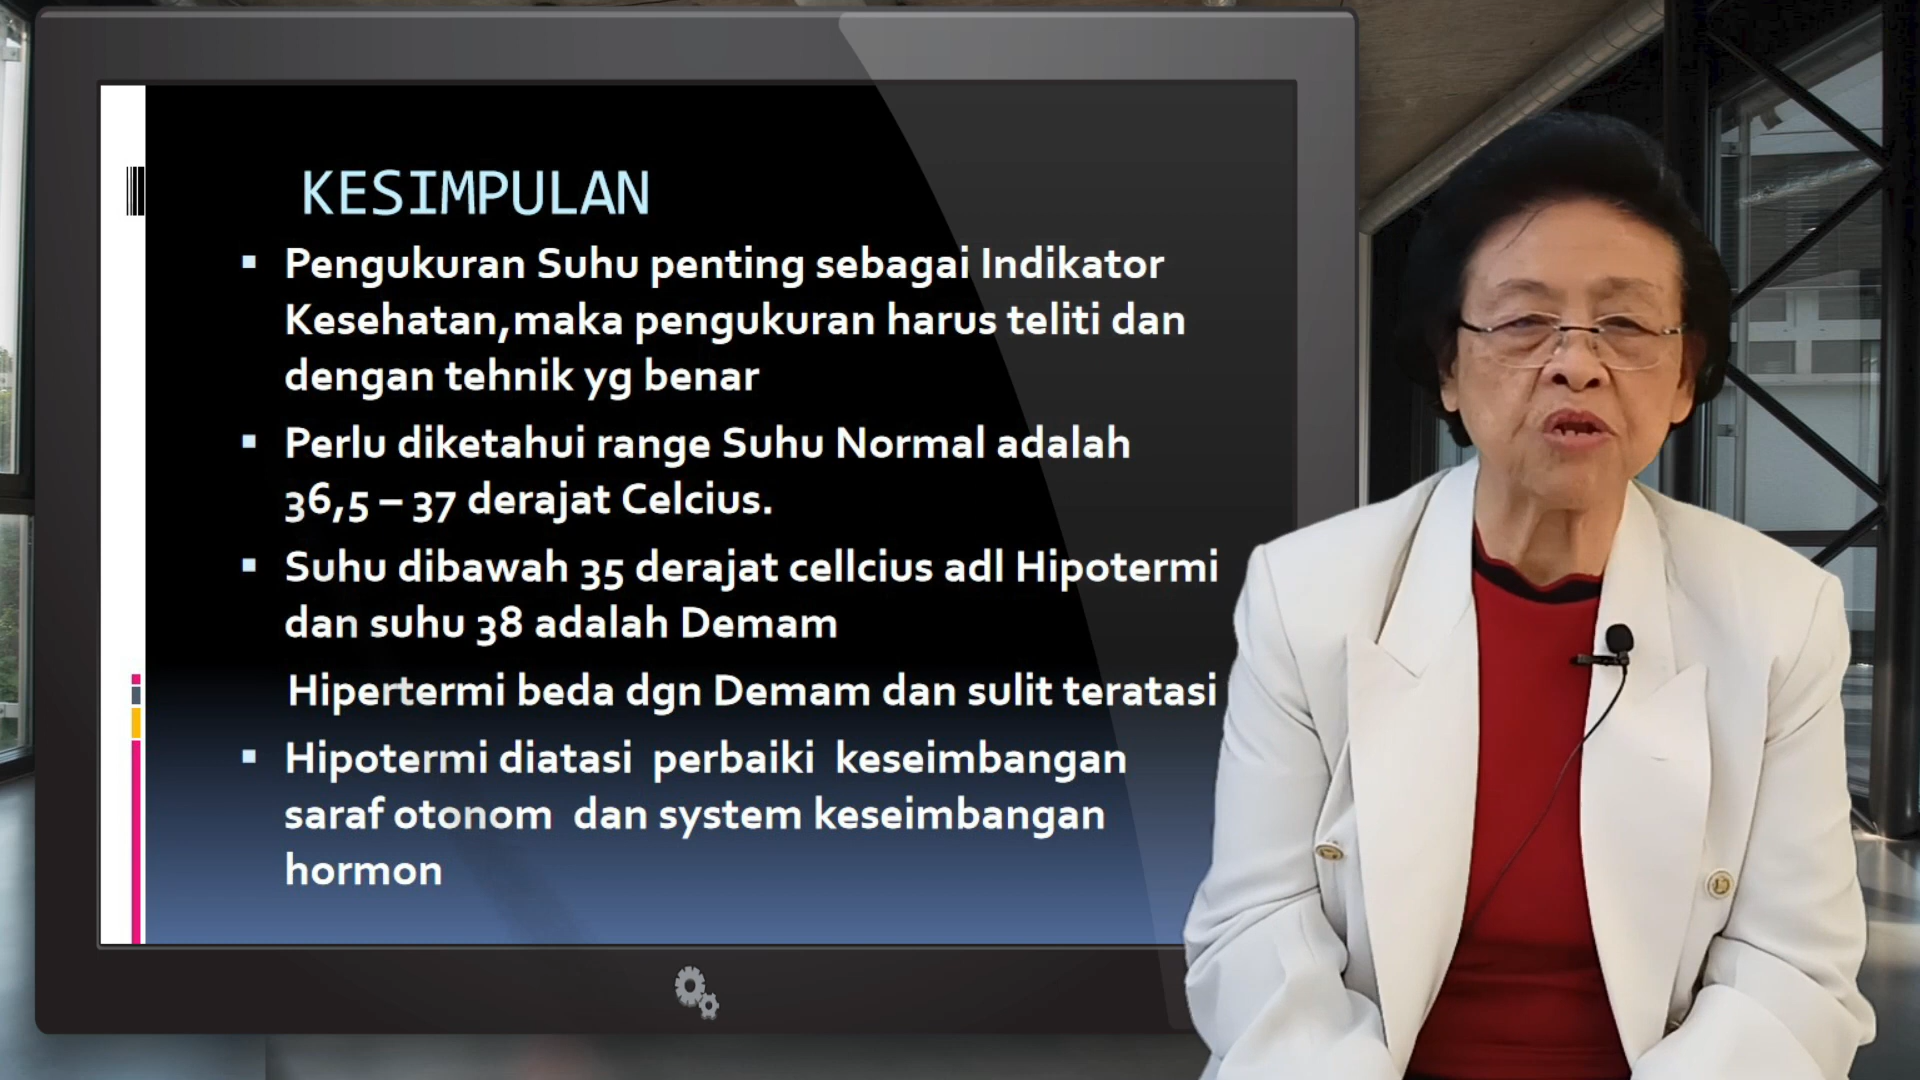 KESIMPULAN
▪ Pengukuran Suhu penting sebagai Indikator
Kesehatan,maka pengukuran harus teliti dan
dengan tehnik yg benar
▪ Perlu diketahui range Suhu Normal adalah
36,5 – 37 derajat Celcius.
▪ Suhu dibawah 35 derajat cellcius adl Hipotermi
dan suhu 38 adalah Demam
Hipertermi beda dgn Demam dan sulit teratasi
▪ Hipotermi diatasi perbaiki keseimbangan
saraf otonom dan system keseimbangan
hormon